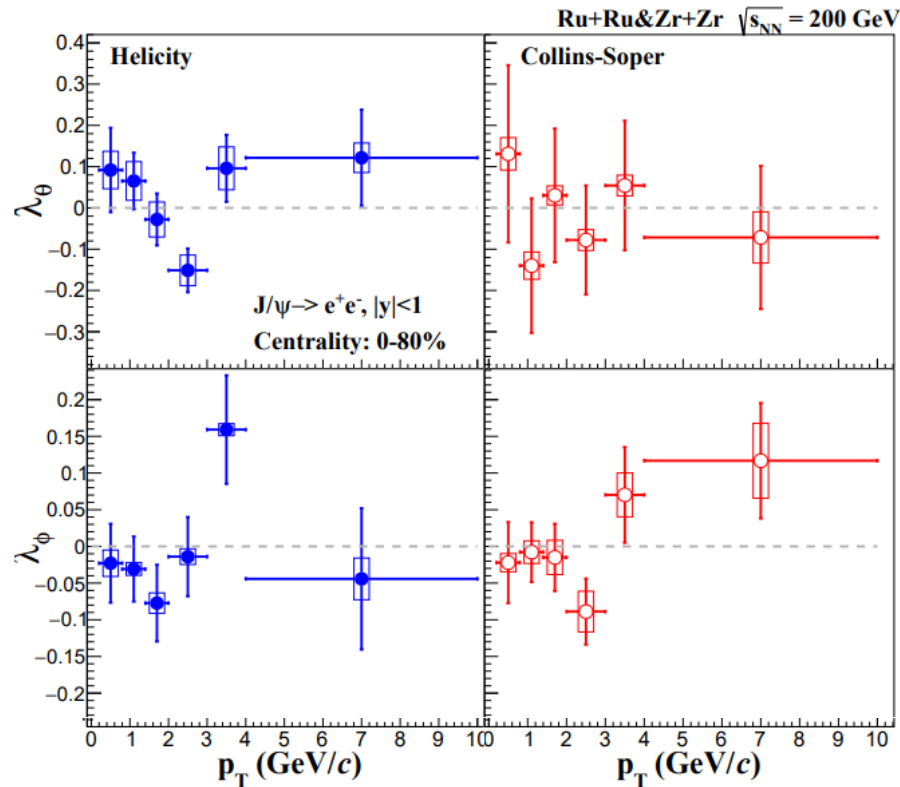 Ru+Ru&Zr+Zr √sNN = 200 GeV
Helicity
Collins-Soper
0.4
0.3
0.2
0.1
0
−0.1
−0.2
−0.3
λθ
J/ψ−> e+e-, |y|<1
Centrality: 0-80%
0.2
0.15
0.1
0.05
0
−0.05
−0.1
−0.15
−0.2
λϕ
0 1 2 3 4 5 6 7 8 9 10
0 1 2 3 4 5 6 7 8 9 10
pT (GeV/c)
pT (GeV/c)